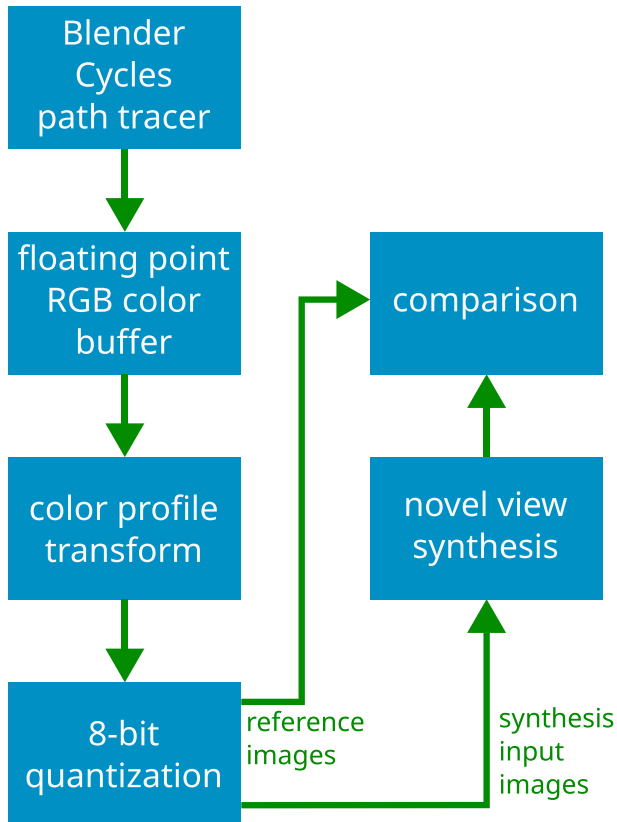 Blender
Cycles
path tracer
floating point
RGB color
buffer
comparison
color profile
transform
novel view
synthesis
8-bit
quantization
reference
images
synthesis
input
images